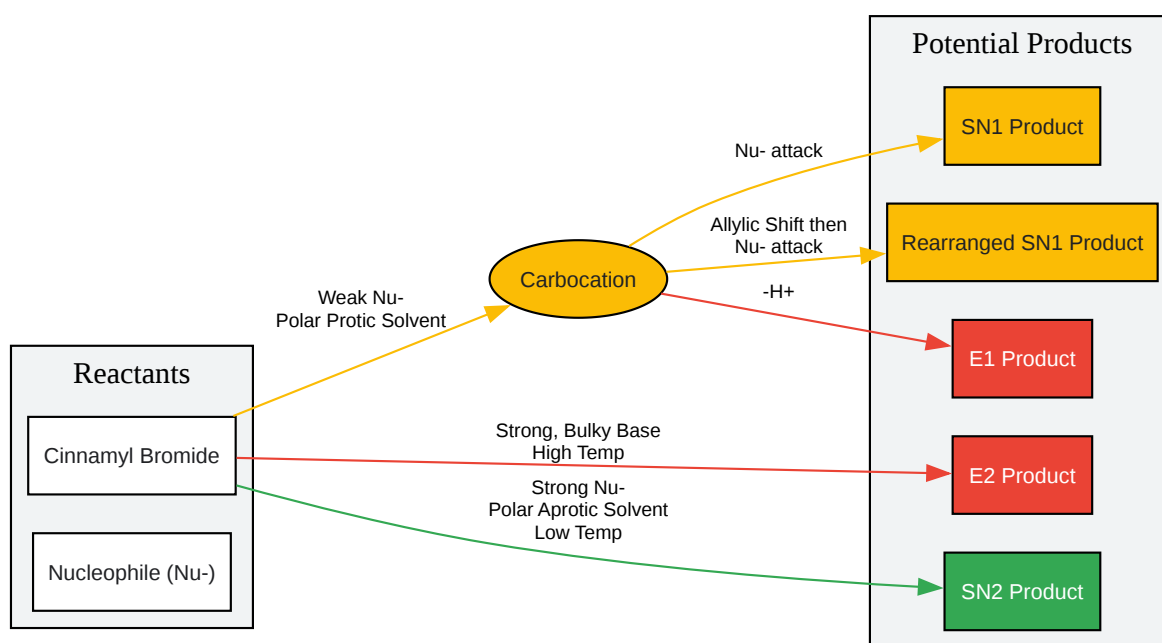 Potential Products
SN1 Product
Nu- attack
Allylic Shift then
Nu- attack
Rearranged SN1 Product
Carbocation
-H+
Weak Nu-
Polar Protic Solvent
E1 Product
Reactants
Cinnamyl Bromide
Strong, Bulky Base
High Temp
E2 Product
Strong Nu-
Polar Aprotic Solvent
Low Temp
Nucleophile (Nu-)
SN2 Product